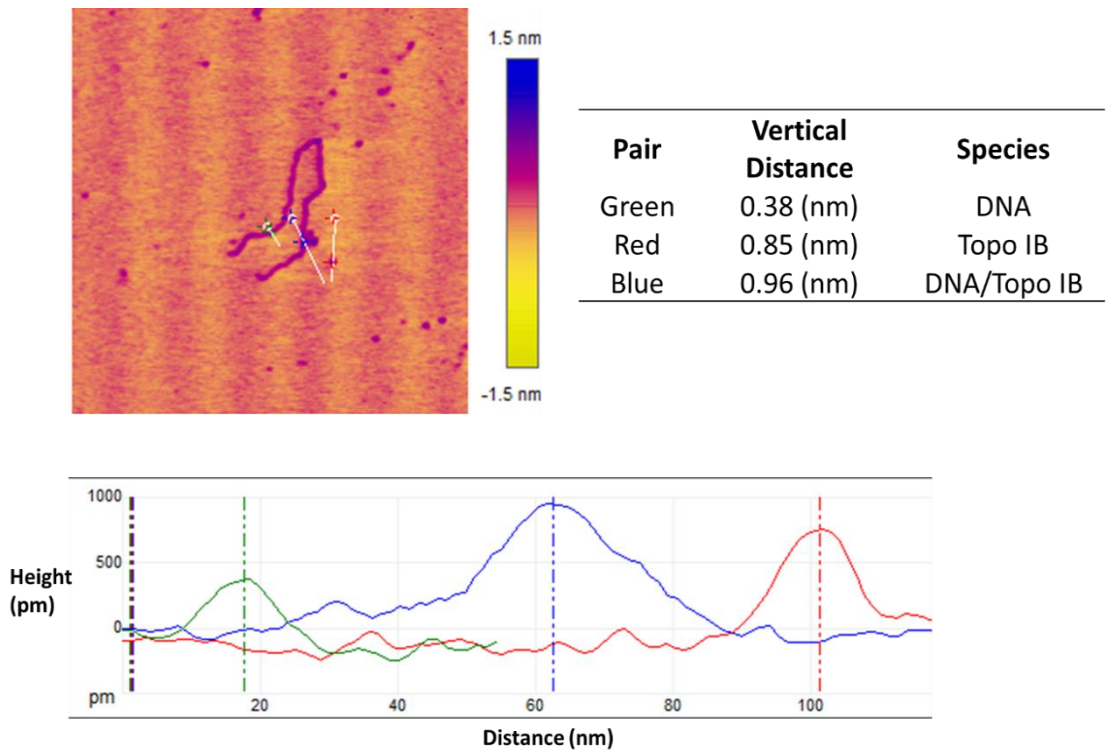 1.5 nm
-1.5 nm
Pair Vertical Distance Species
Green 0.38 (nm) DNA
Red 0.85 (nm) Topo IB
Blue 0.96 (nm) DNA/Topo IB
Height
(pm)
1000
500
0
pm
20 40 60 80 100
Distance (nm)